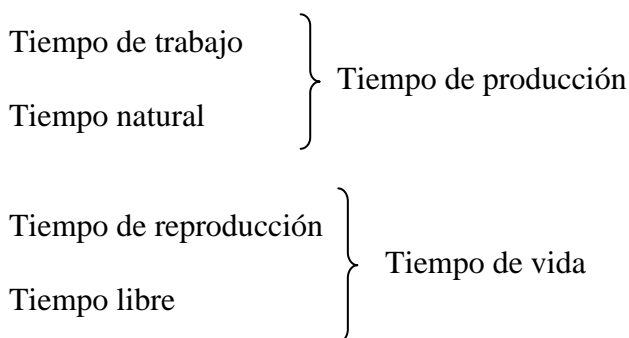 Tiempo de trabajo
Tiempo de producción
Tiempo natural
Tiempo de reproducción
Tiempo de vida
Tiempo libre